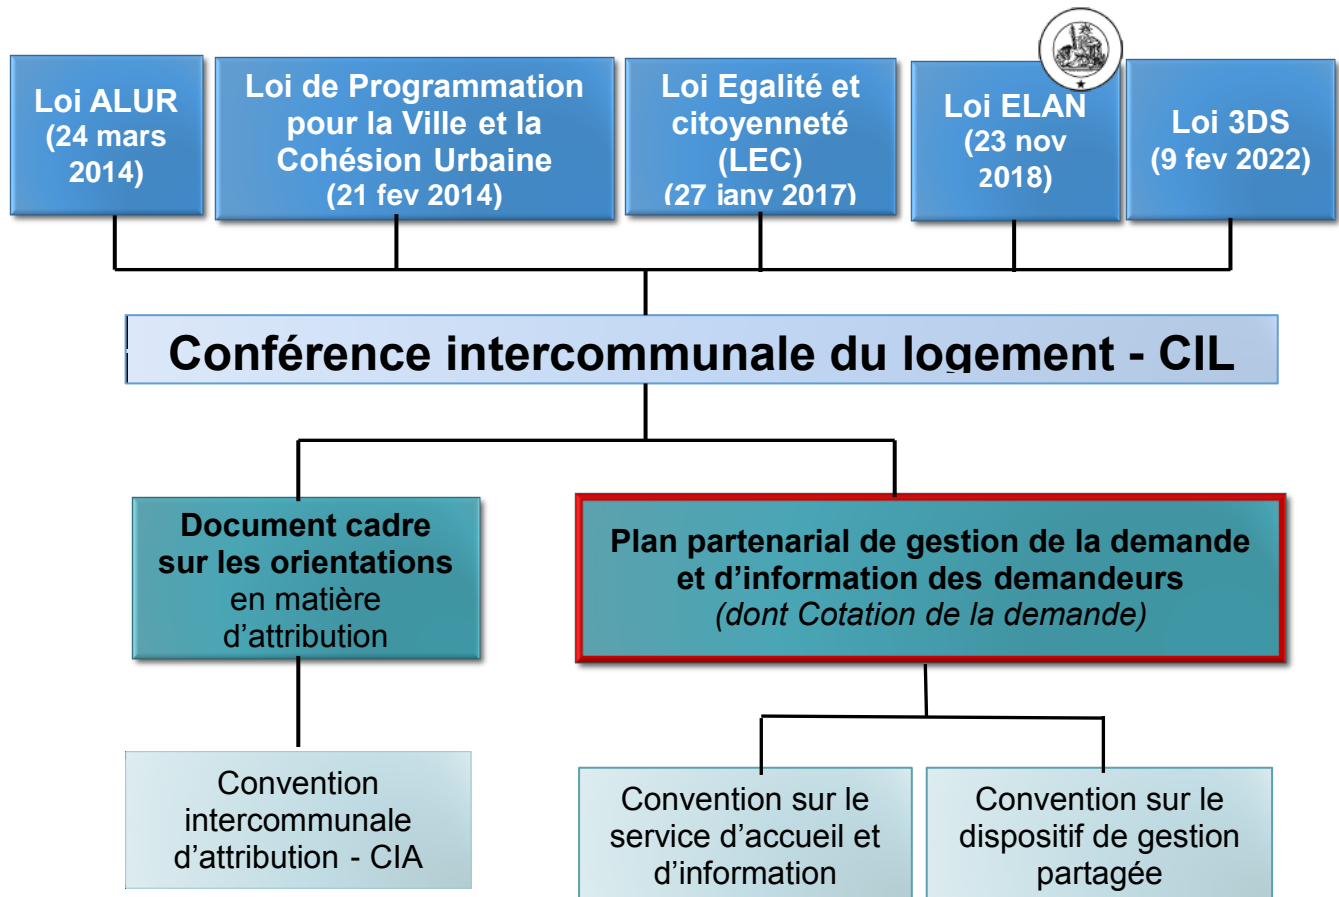 Loi ALUR
(24 mars
2014)
Loi de Programmation
pour la Ville et la
Cohésion Urbaine
(21 fev 2014)
Loi Egalité et
citoyenneté
(LEC)
(27 janv 2017)
Loi ELAN
(23 nov
2018)
Loi 3DS
(9 fev 2022)
Conférence intercommunale du logement - CIL
Document cadre
sur les orientations
en matière
d’attribution
Plan partenarial de gestion de la demande
et d’information des demandeurs
(dont Cotation de la demande)
Convention
intercommunale
d’attribution - CIA
Convention sur le
service d’accueil et
d’information
Convention sur le
dispositif de gestion
partagée